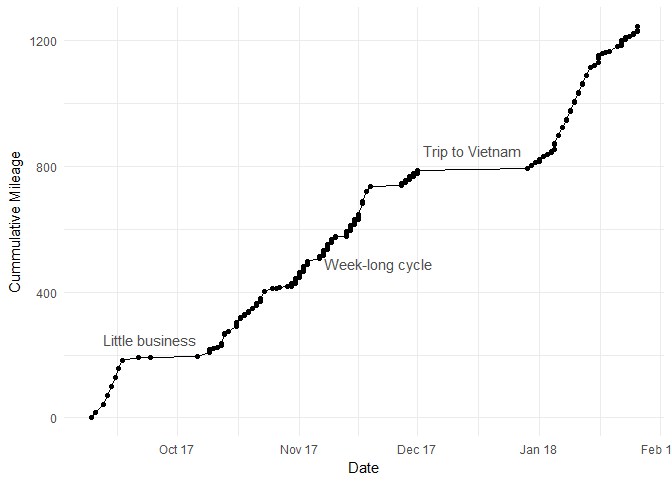 1200
800
400
0
Cummulative Mileage
Trip to Vietnam
Week-long cycle
Little business
Oct 17
Nov 17
Dec 17
Jan 18
Feb 1
Date